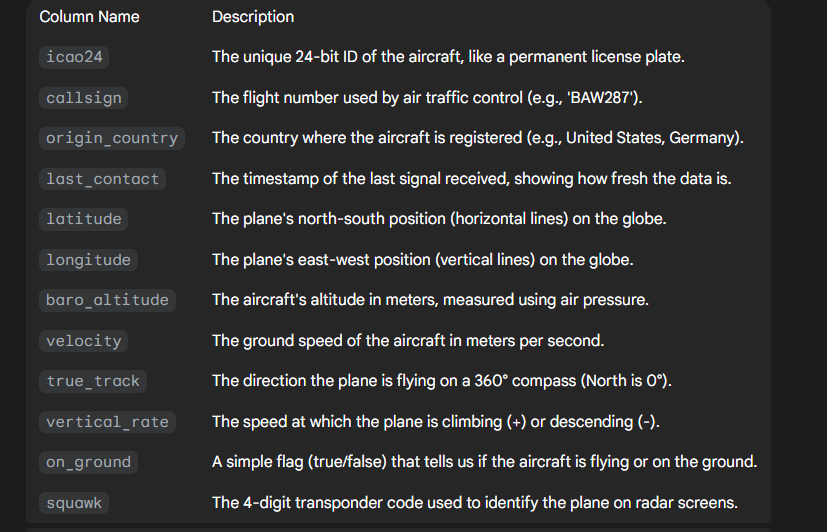 Column Name Description
icao24 The unique 24-bit ID of the aircraft, like a permanent license plate.
callsign The flight number used by air traffic control (e.g., 'BAW287').
origin_country The country where the aircraft is registered (e.g., United States, Germany).
last_contact The timestamp of the last signal received, showing how fresh the data is.
latitude The plane's north-south position (horizontal lines) on the globe.
longitude The plane's east-west position (vertical lines) on the globe.
baro_altitude The aircraft's altitude in meters, measured using air pressure.
velocity The ground speed of the aircraft in meters per second.
true_track The direction the plane is flying on a 360° compass (North is 0°).
vertical_rate The speed at which the plane is climbing (+) or descending (-).
on_ground A simple flag (true/false) that tells us if the aircraft is flying or on the ground.
squawk The 4-digit transponder code used to identify the plane on radar screens.